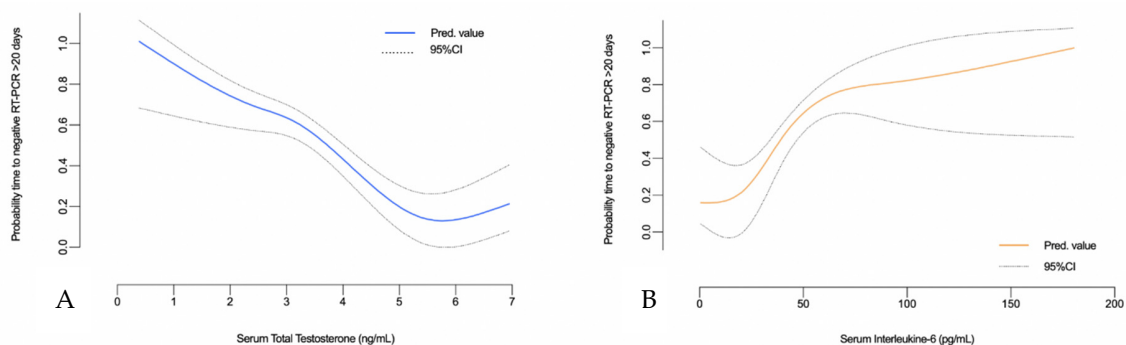 Probability time to negative RT-PCR >20 days
1.0
0.8
0.6
0.4
0.2
0.0
Pred. value
95%CI
0 1 2 3 4 5 6 7
Serum Total Testosterone (ng/mL)
A
Probability time to negative RT-PCR >20 days
1.0
0.8
0.6
0.4
0.2
0.0
Pred. value
95%CI
0 50 100 150 200
Serum Interleukine-6 (pg/mL)
B